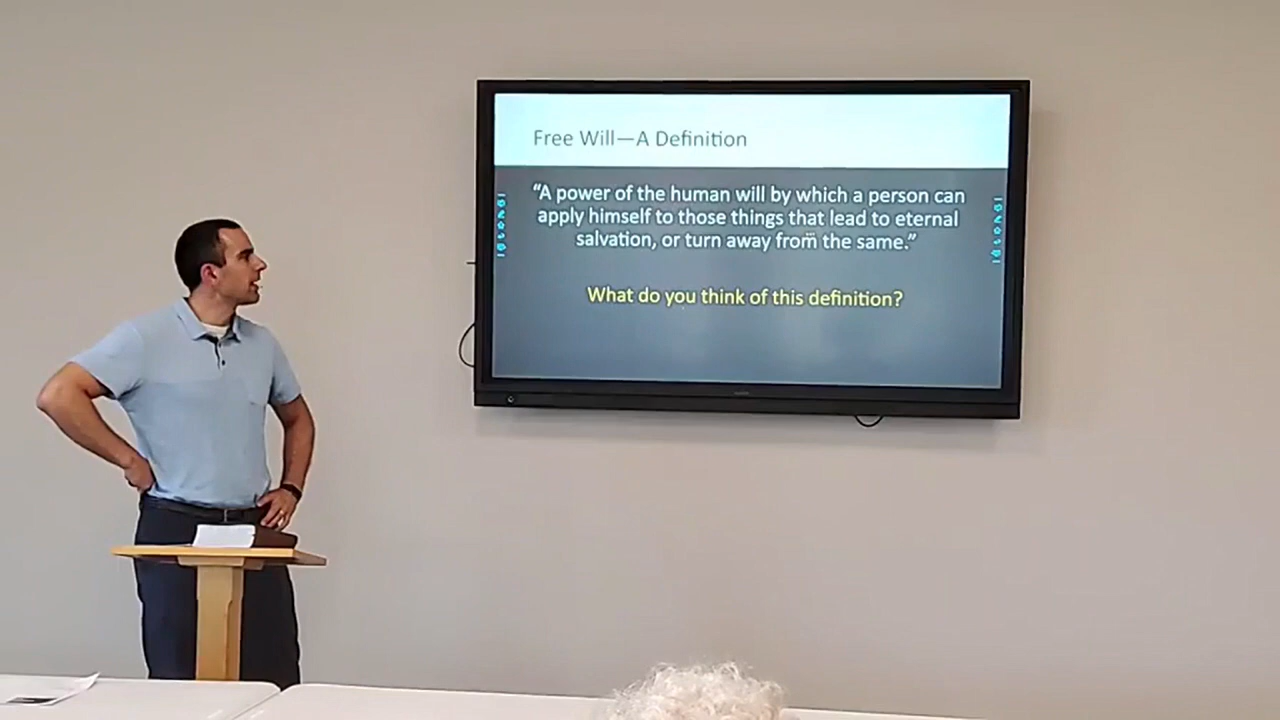 Free Will—A Definition
“A power of the human will by which a person can
apply himself to those things that lead to eternal
salvation, or turn away from the same.”
What do you think of this definition?